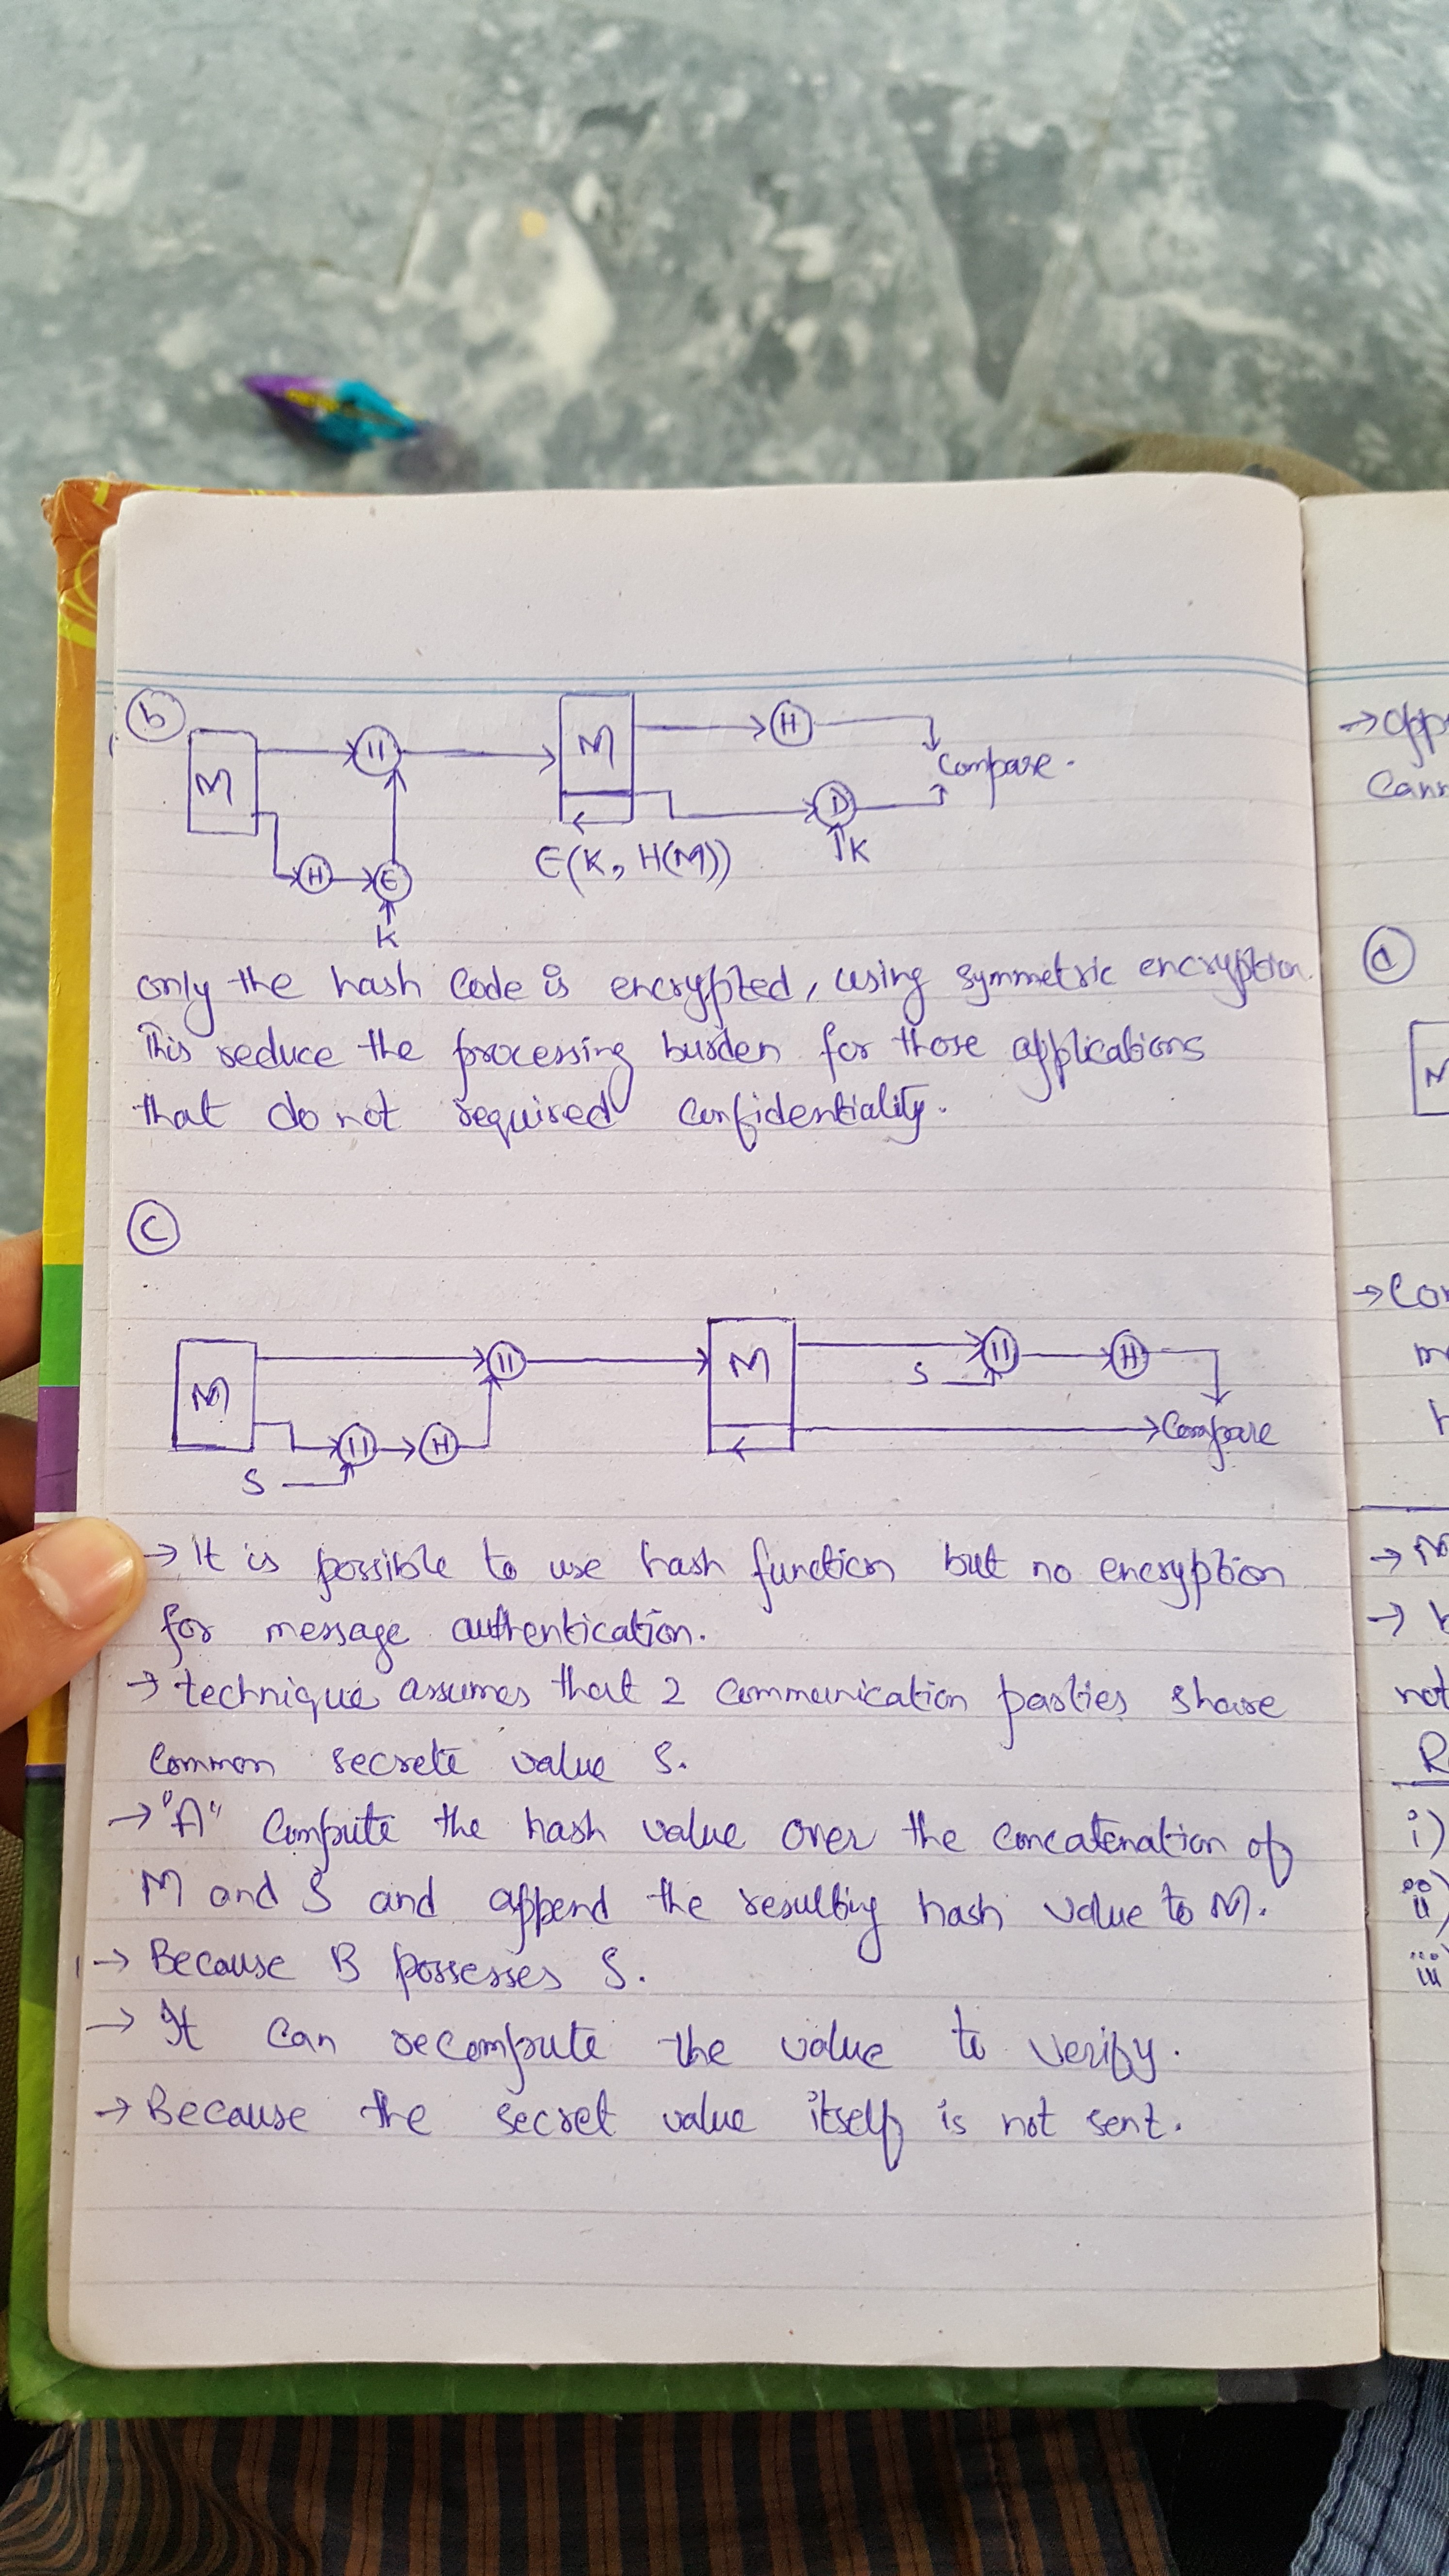 b
M
||
M
H
Compare.
D
K
E(K, H(M))
H
E
K
only the hash code is encrypted, using symmetric encryption.
This reduce the processing burden for those applications
that do not required confidentiality.
c
M
||
M
S
||
H
Compare
||
H
S
→ It is possible to use hash function but no encryption
for message authentication.
→ technique assumes that 2 communication parties share
common secrete value S.
→ "A" Compute the hash value over the concatenation of
M and S and append the resulting hash value to M.
→ Because B possesses S.
→ It can recompute the value to verify.
→ Because the secret value itself is not sent.
→
d
→
→
→
not
i)
ii)
iii)